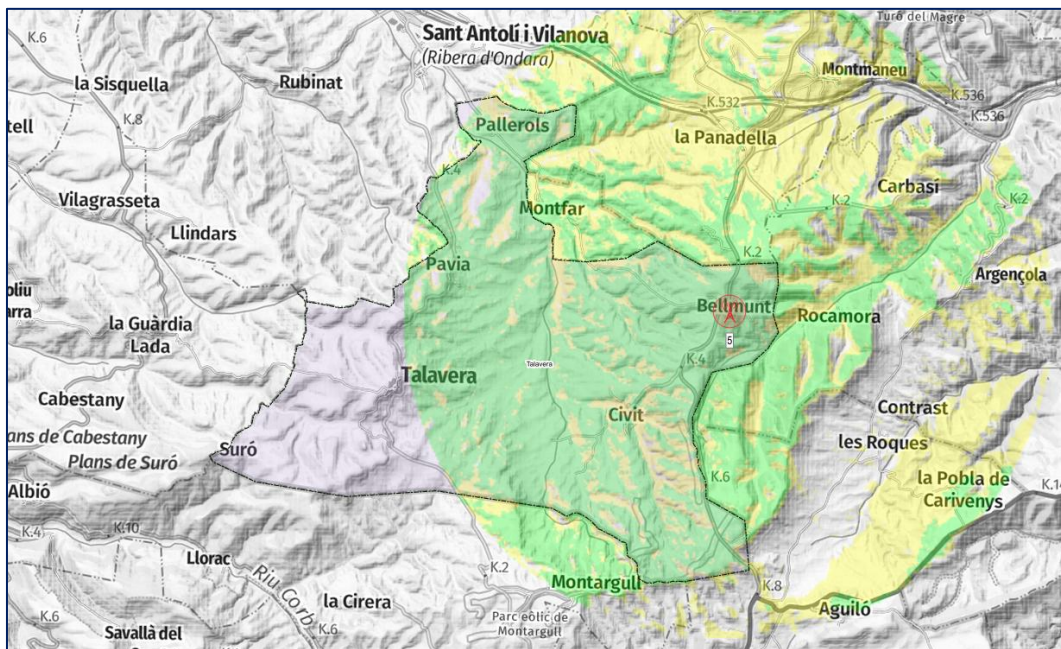 Turó del Magre
Sant Antolí i Vilanova
(Ribera d'Ondara)
K.6
la Sisquella
Rubinat
Montmaneu
K.536
K.532
K.536
tell
K.8
Pallerols
la Panadella
K.4
Vilagrasseta
Montfar
K.2
Carbasí
K.2
Llindars
K.2
Pavia
Argençola
oliu
arra
la Guàrdia
Lada
Bellmunt
Rocamora
5
K.4
Talavera
Talavera
Cabestany
Civit
Contrast
ans de Cabestany
Suró
les Roques
Plans de Suró
K.6
la Pobla de
Carivenys
Albió
K.14
K.4
K.10
Llorac
K.2
Montargull
K.8
Riu Corb
la Cirera
Aguiló
Parc eòlic de
Montargull
K.6
K.6
Savallà del